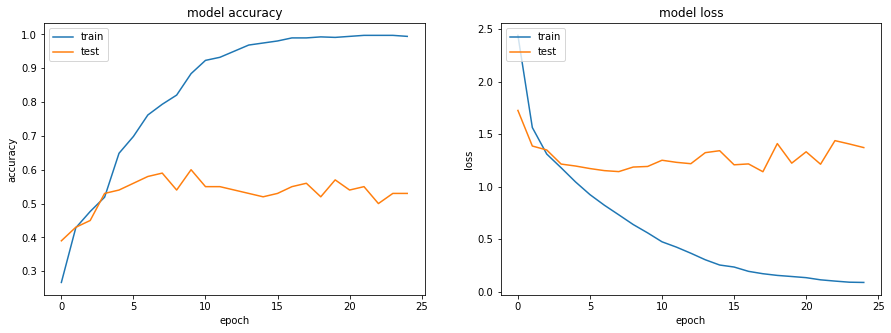 model accuracy
train
test
accuracy
1.0
0.9
0.8
0.7
0.6
0.5
0.4
0.3
0 5 10 15 20 25
epoch
model loss
train
test
loss
2.5
2.0
1.5
1.0
0.5
0.0
0 5 10 15 20 25
epoch